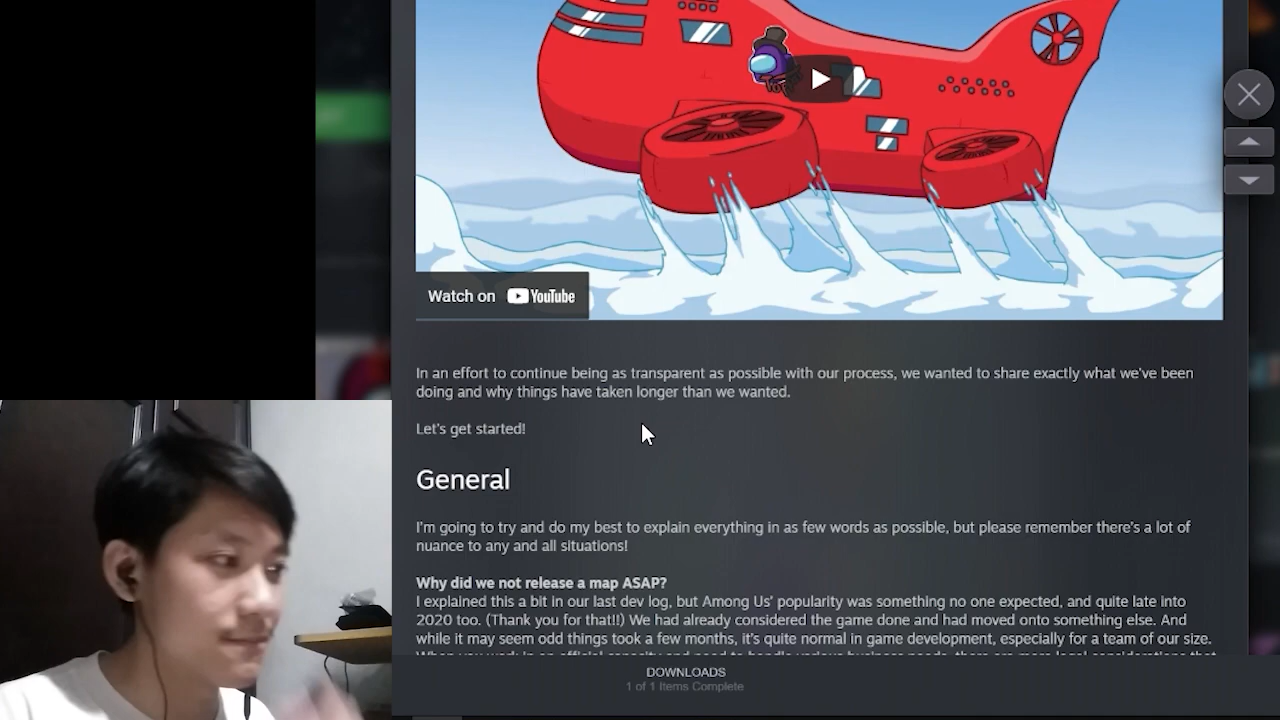 Watch on YouTube
In an effort to continue being as transparent as possible with our process, we wanted to share exactly what we've been
doing and why things have taken longer than we wanted.
Let's get started!
General
I'm going to try and do my best to explain everything in as few words as possible, but please remember there's a lot of
nuance to any and all situations!
Why did we not release a map ASAP?
I explained this a bit in our last dev log, but Among Us' popularity was something no one expected, and quite late into
2020 too. (Thank you for that!!) We had already considered the game done and had moved onto something else. And
while it may seem odd things took a few months, it's quite normal in game development, especially for a team of our size.
DOWNLOADS
1 of 1 Items Complete